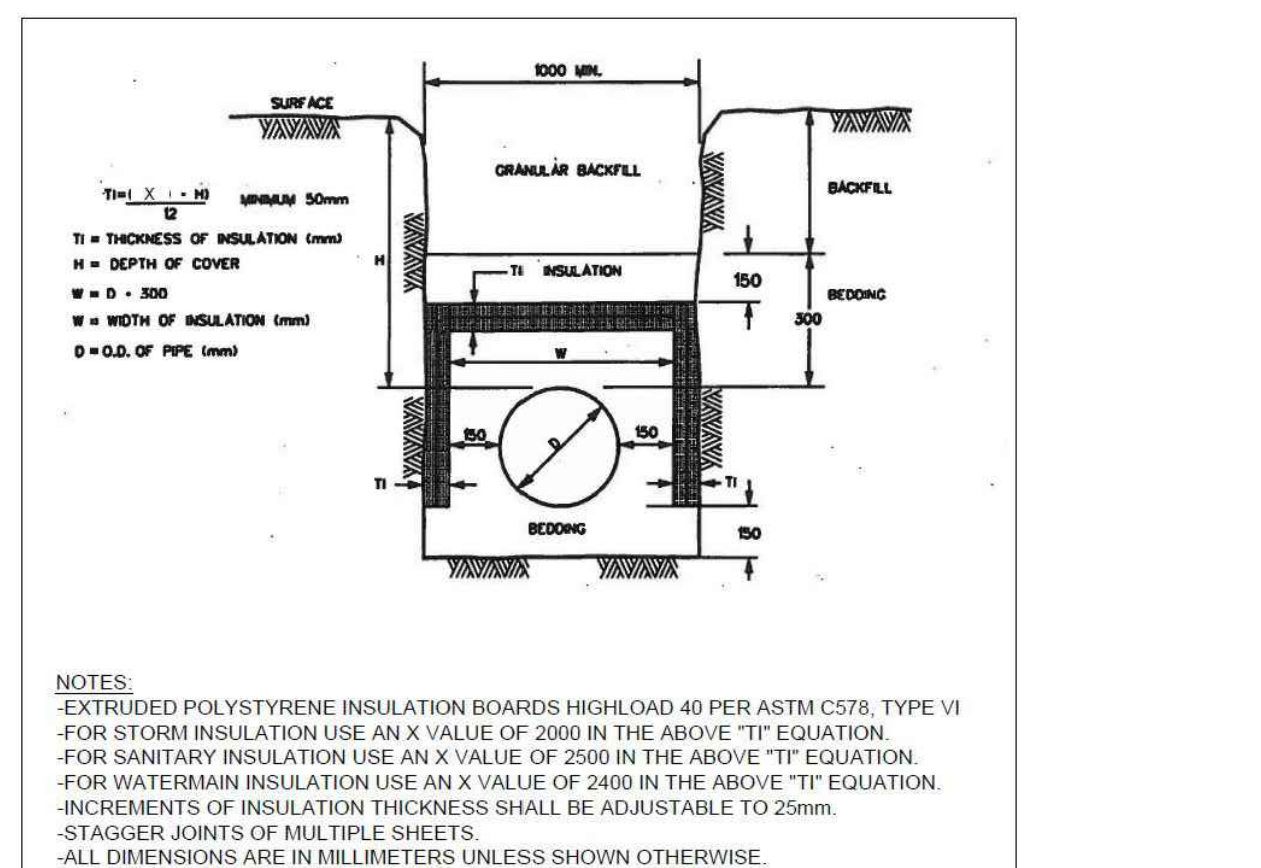 1000 MIN.
SURFACE
GRANULAR BACKFILL
BACKFILL
TI=( X - H)
12
MINIMUM 50mm
TI = THICKNESS OF INSULATION (mm)
H = DEPTH OF COVER
H
TI INSULATION
150
BEDDING
W = D + 300
300
W = WIDTH OF INSULATION (mm)
D = O.D. OF PIPE (mm)
W
150
D
150
TI
TI
BEDDING
150
NOTES:
-EXTRUDED POLYSTYRENE INSULATION BOARDS HIGHLOAD 40 PER ASTM C578, TYPE VI
-FOR STORM INSULATION USE AN X VALUE OF 2000 IN THE ABOVE "TI" EQUATION.
-FOR SANITARY INSULATION USE AN X VALUE OF 2500 IN THE ABOVE "TI" EQUATION.
-FOR WATERMAIN INSULATION USE AN X VALUE OF 2400 IN THE ABOVE "TI" EQUATION.
-INCREMENTS OF INSULATION THICKNESS SHALL BE ADJUSTABLE TO 25mm.
-STAGGER JOINTS OF MULTIPLE SHEETS.
-ALL DIMENSIONS ARE IN MILLIMETERS UNLESS SHOWN OTHERWISE.